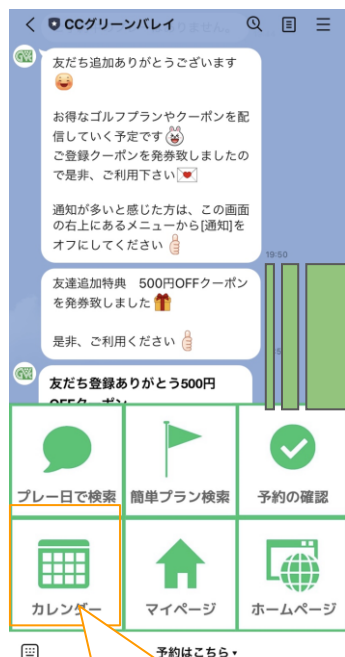 CCグリーンバレイ
友だち追加ありがとうございます
お得なゴルフプランやクーポンを配
信していく予定です
ご登録クーポンを発券致しましたの
で是非、ご利用下さい
通知が多いと感じた方は、この画面
の右上にあるメニューから[通知]を
オフにしてください
19:50
友達追加特典 500円OFFクーポン
を発券致しました
是非、ご利用ください
友だち登録ありがとう500円
OFFクーポン
プレー日で検索
簡単プラン検索
予約の確認
カレンダー
マイページ
ホームページ
予約はこちら▾